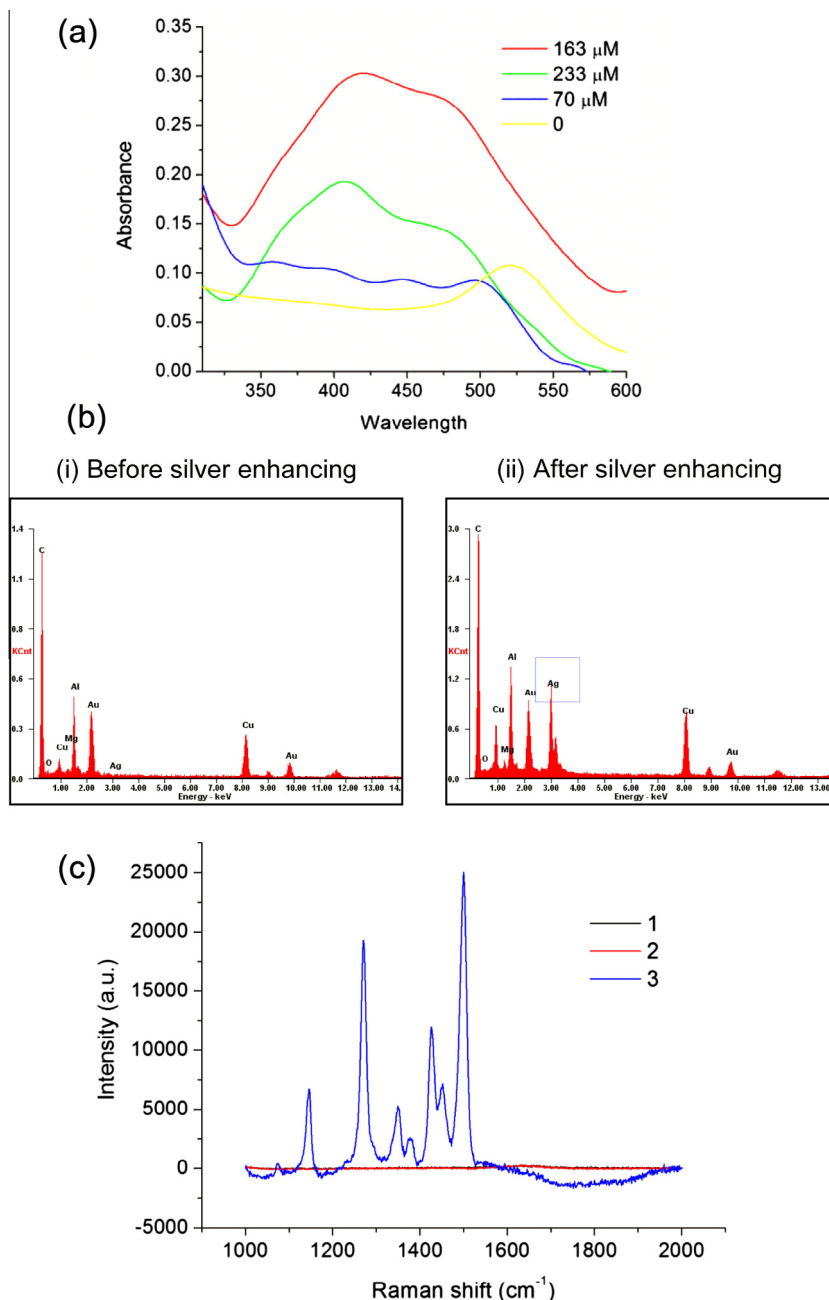 (a)
0.35
0.30
0.25
0.20
0.15
0.10
0.05
0.00
Absorbance
163 μM
233 μM
70 μM
0
350 400 450 500 550 600
Wavelength
(b)
(i) Before silver enhancing
1.4
1.1
0.8
KCnt
0.6
0.3
0.0
C
O
Cu
Mg
Al
Au
Ag
Cu
Au
1.00 2.00 3.00 4.00 5.00 6.00 7.00 8.00 9.00 10.00 11.00 12.00 13.00 14.
Energy - keV
(ii) After silver enhancing
3.0
2.4
1.8
KCnt
1.2
0.6
0.0
C
O
Cu
Mg
Al
Au
Ag
Cu
Au
1.00 2.00 3.00 4.00 5.00 6.00 7.00 8.00 9.00 10.00 11.00 12.00 13.0
Energy - keV
(c)
25000
20000
15000
10000
5000
0
-5000
Intensity (a.u.)
1
2
3
1000 1200 1400 1600 1800 2000
Raman shift (cm⁻¹)